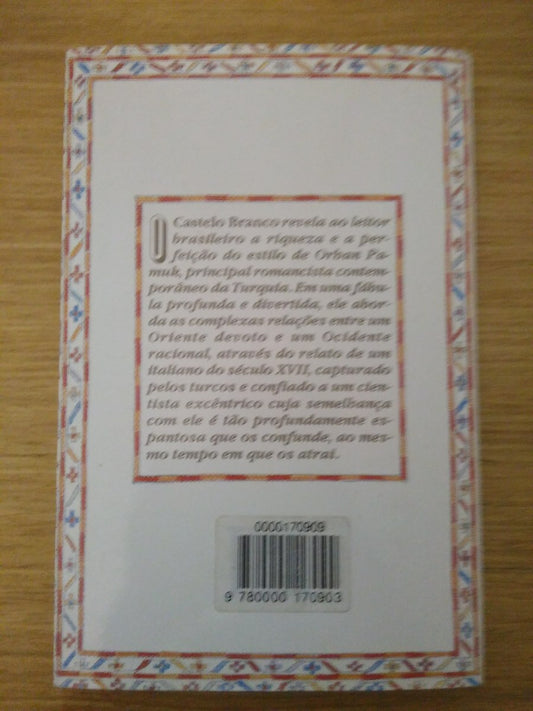 O Castelo Branco revela ao leitor
brasileiro a riqueza e a per-
feição do estilo de Orhan Pa-
muk, principal romancista contem-
porâneo da Turquia. Em uma fábu-
la profunda e divertida, ele abor-
da as complexas relações entre um
Oriente devoto e um Ocidente
racional, através do relato de um
italiano do século XVII, capturado
pelos turcos e confiado a um cien-
tista excêntrico cuja semelhança
com ele é tão profundamente es-
pantosa que os confunde, ao mes-
mo tempo em que os atrai.
0000170909
9 780000 170903